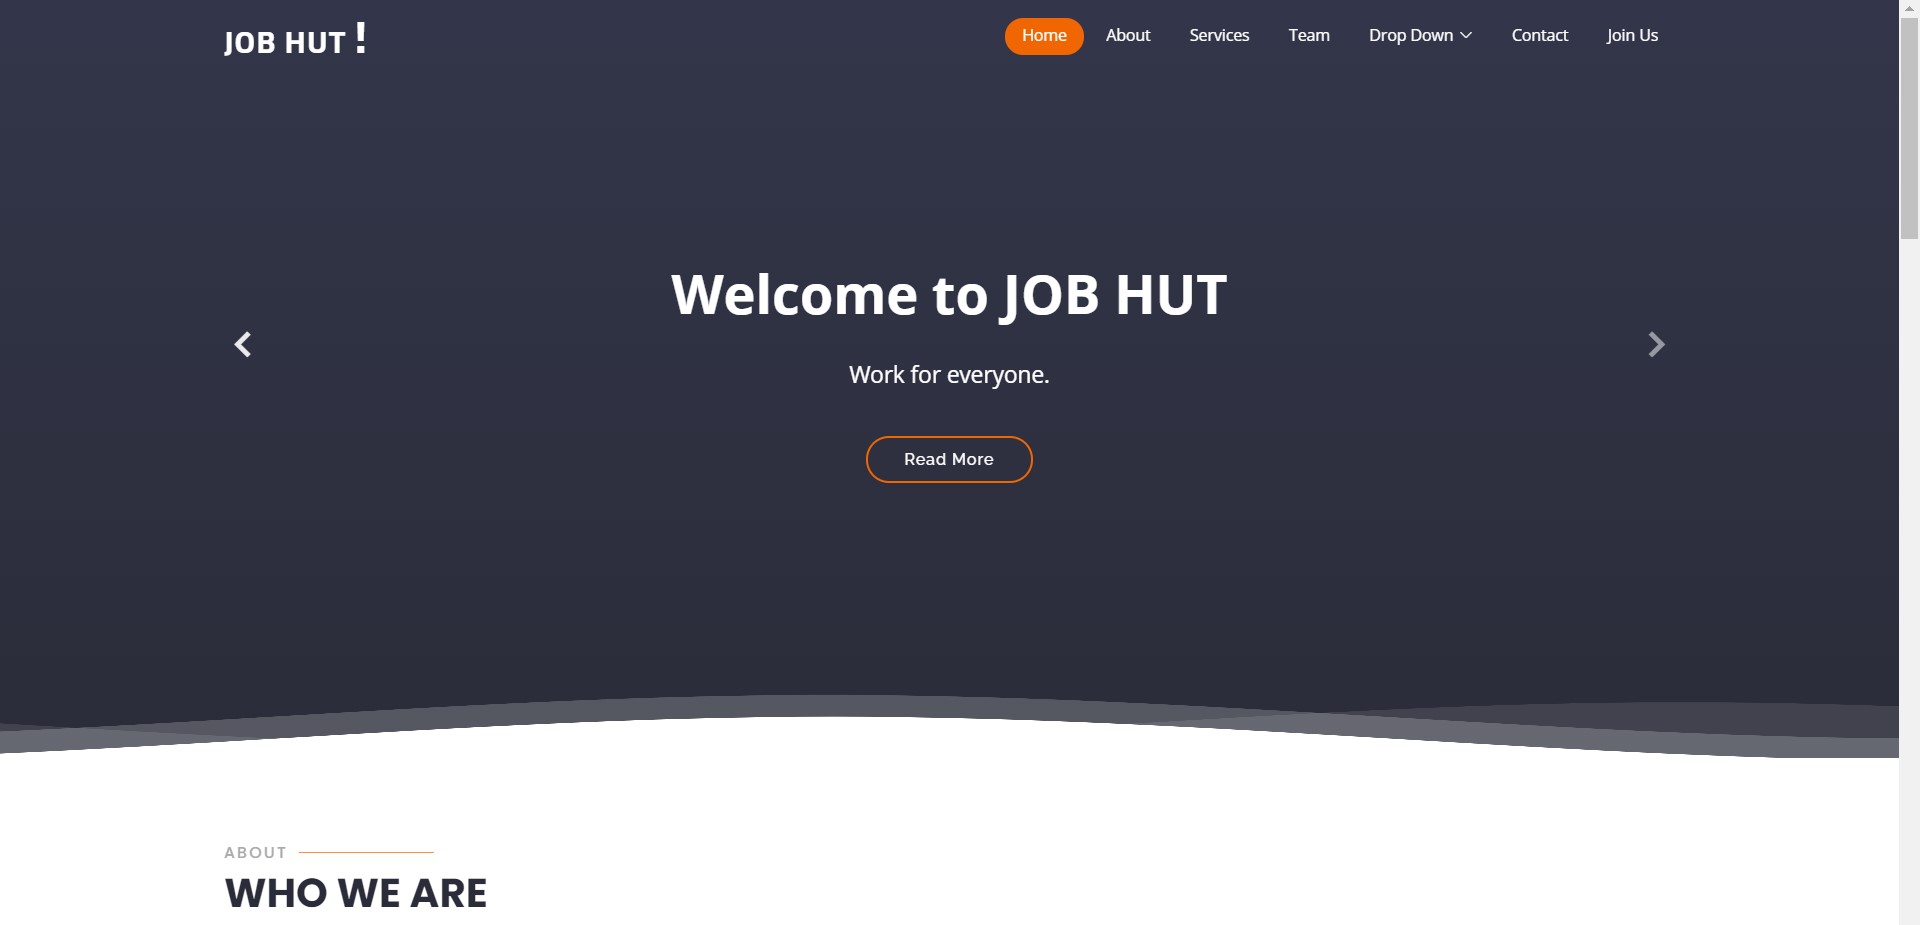 JOB HUT !
Home About Services Team Drop Down Contact Join Us
Welcome to JOB HUT
Work for everyone.
Read More
ABOUT
WHO WE ARE